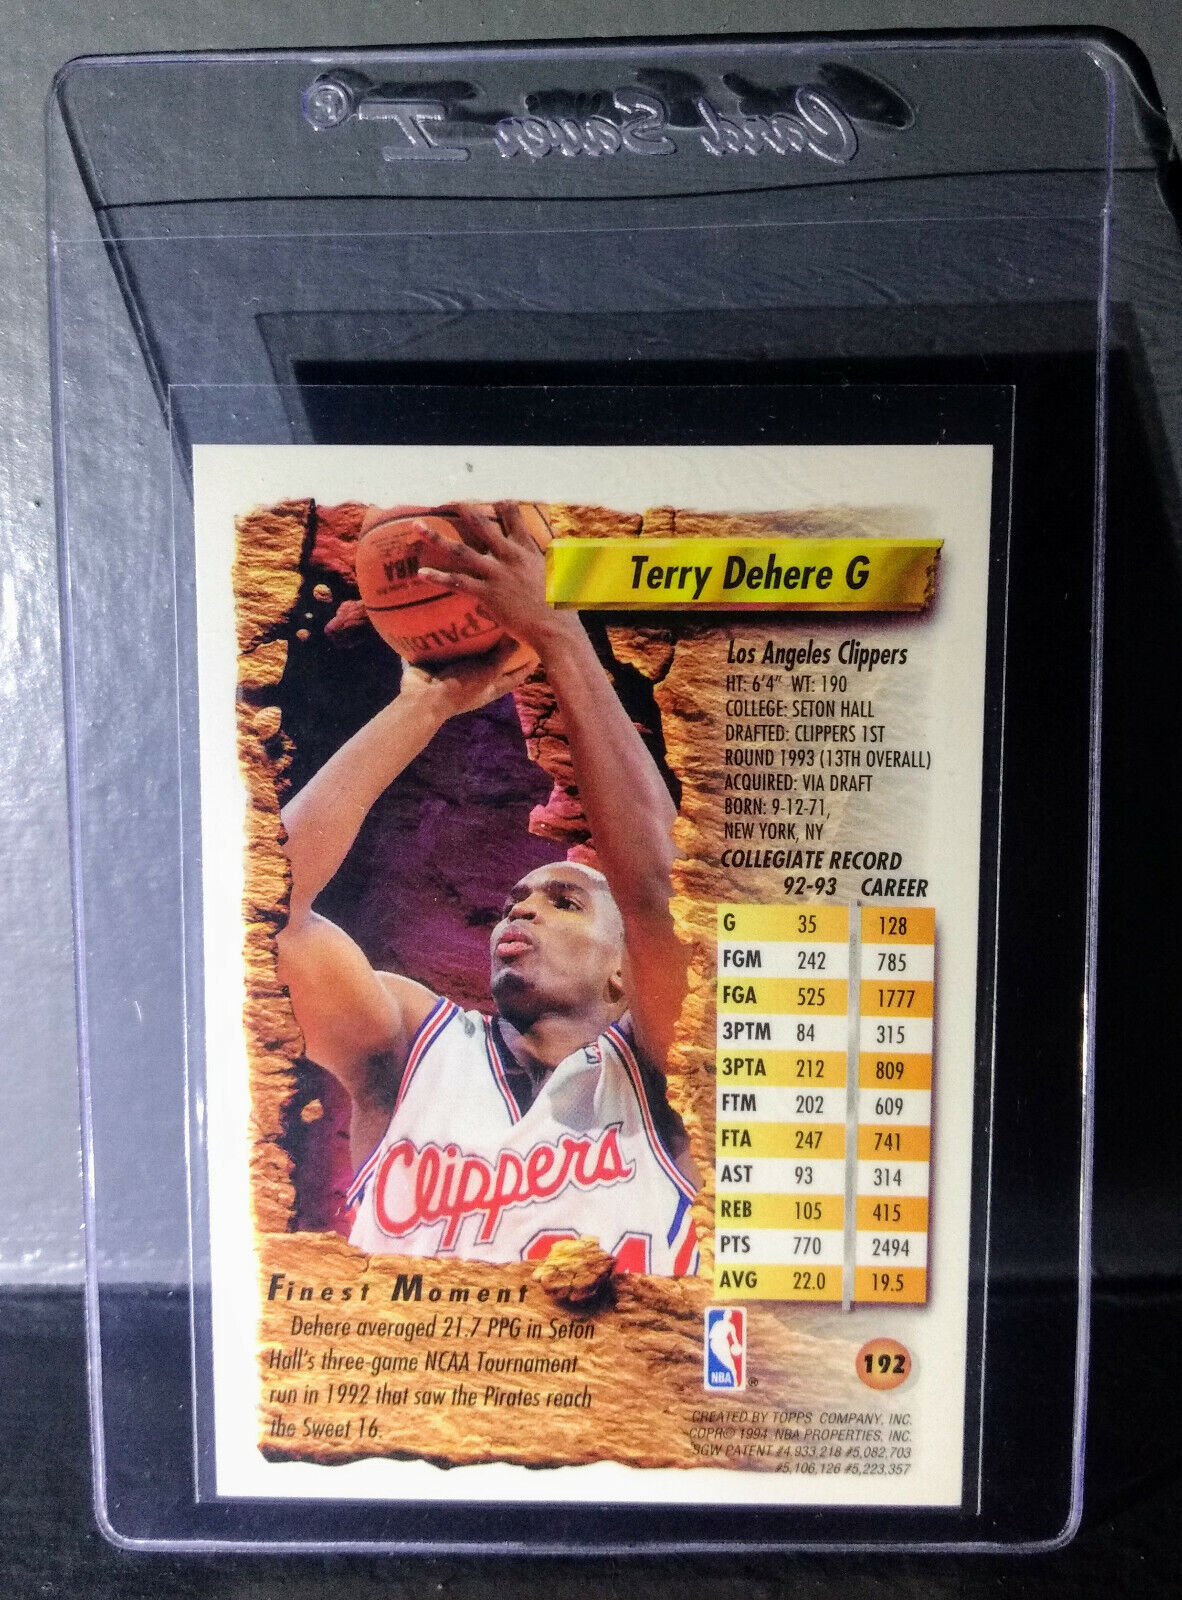 Card Saver I®
NBA
SPALDING
Terry Dehere G
Los Angeles Clippers
HT: 6'4" WT: 190
COLLEGE: SETON HALL
DRAFTED: CLIPPERS 1ST
ROUND 1993 (13TH OVERALL)
ACQUIRED: VIA DRAFT
BORN: 9-12-71,
NEW YORK, NY
COLLEGIATE RECORD
92-93 CAREER
G 35 128
FGM 242 785
FGA 525 1777
3PTM 84 315
3PTA 212 809
FTM 202 609
FTA 247 741
AST 93 314
REB 105 415
PTS 770 2494
AVG 22.0 19.5
Clippers
Finest Moment
Dehere averaged 21.7 PPG in Seton
Hall's three-game NCAA Tournament
run in 1992 that saw the Pirates reach
the Sweet 16.
NBA ®
192
CREATED BY TOPPS COMPANY, INC.
COPR© 1994 NBA PROPERTIES, INC.
SGW PATENT #4,933,218 #5,082,703
#5,106,126 #5,223,357